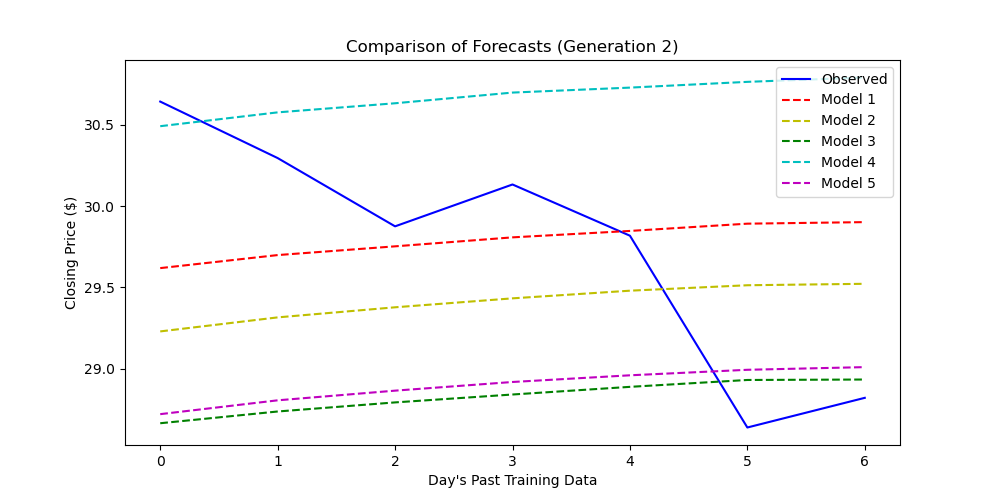 Comparison of Forecasts (Generation 2)
Closing Price ($)
30.5
30.0
29.5
29.0
Observed
Model 1
Model 2
Model 3
Model 4
Model 5
0 1 2 3 4 5 6
Day's Past Training Data